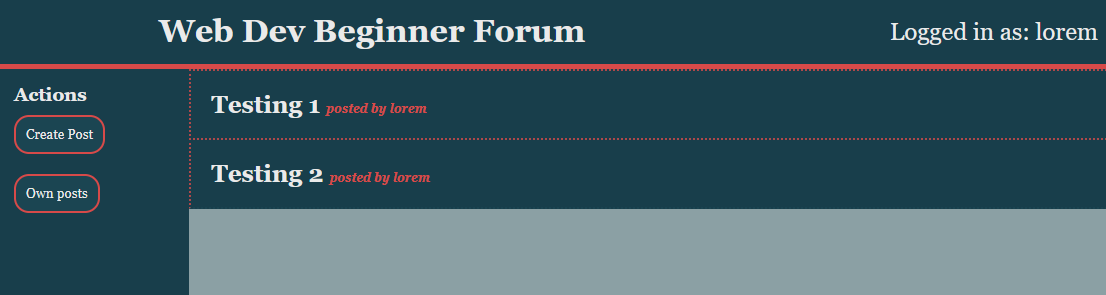 Web Dev Beginner Forum
Logged in as: lorem
Actions
Create Post
Own posts
Testing 1 posted by lorem
Testing 2 posted by lorem